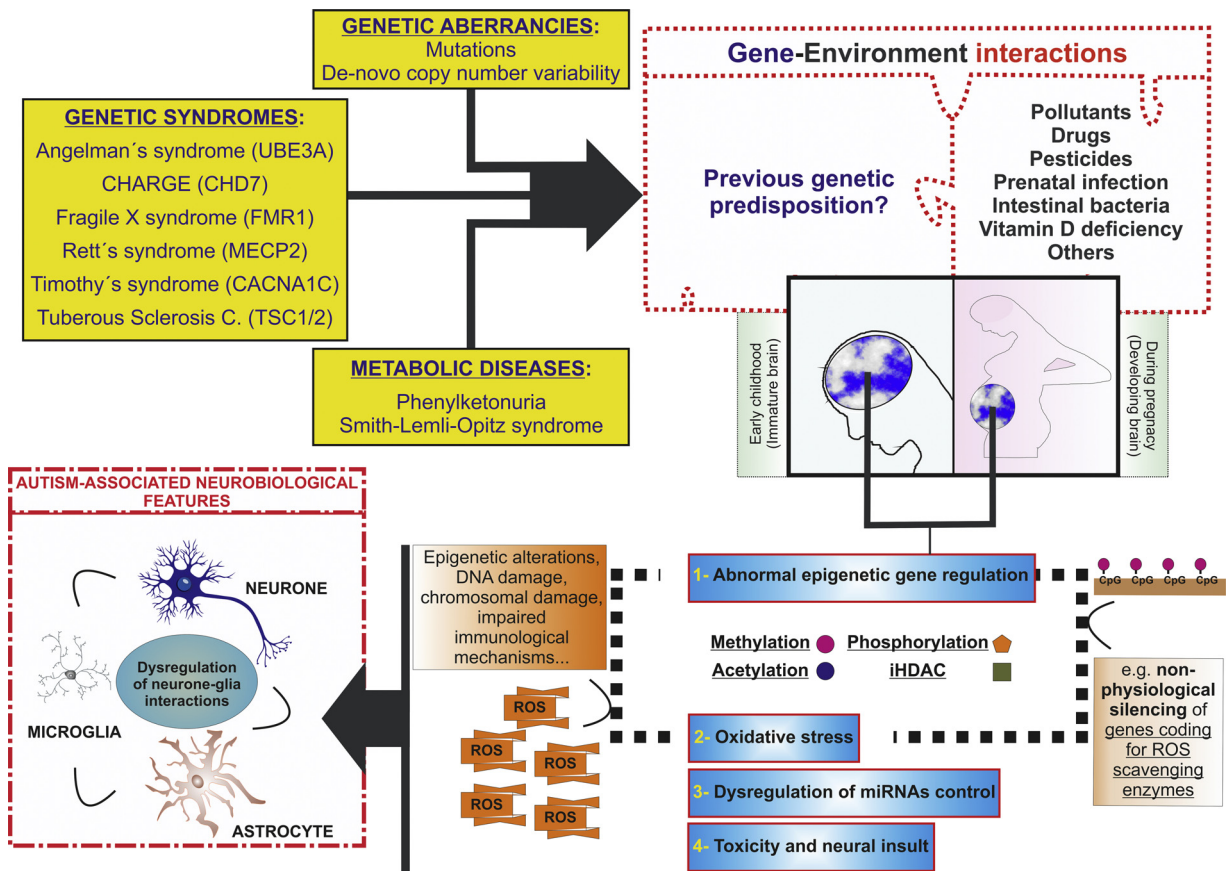 GENETIC ABERRANCIES:
Mutations
De-novo copy number variability
GENETIC SYNDROMES:
Angelman´s syndrome (UBE3A)
CHARGE (CHD7)
Fragile X syndrome (FMR1)
Rett´s syndrome (MECP2)
Timothy´s syndrome (CACNA1C)
Tuberous Sclerosis C. (TSC1/2)
METABOLIC DISEASES:
Phenylketonuria
Smith-Lemli-Opitz syndrome
Gene-Environment interactions
Previous genetic
predisposition?
Pollutants
Drugs
Pesticides
Prenatal infection
Intestinal bacteria
Vitamin D deficiency
Others
Early childhood
(Immature brain)
During pregnancy
(Developing brain)
AUTISM-ASSOCIATED NEUROBIOLOGICAL
FEATURES
NEURONE
Dysregulation
of neurone-glia
interactions
MICROGLIA
ASTROCYTE
Epigenetic alterations,
DNA damage,
chromosomal damage,
impaired
immunological
mechanisms...
ROS
ROS
ROS
ROS
ROS
1- Abnormal epigenetic gene regulation
Methylation
Phosphorylation
Acetylation
iHDAC
2- Oxidative stress
3- Dysregulation of miRNAs control
4- Toxicity and neural insult
CpG CpG CpG CpG
e.g. non-
physiological
silencing of
genes coding
for ROS
scavenging
enzymes